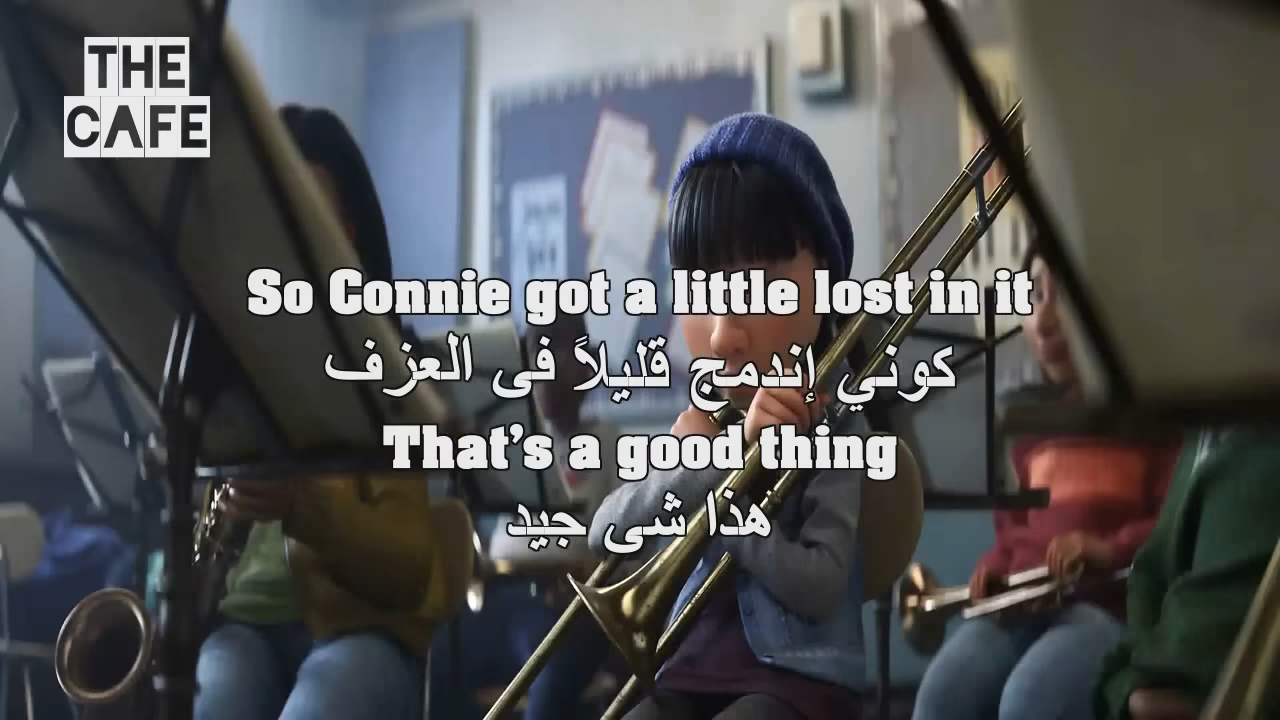 THE
CAFE
So Connie got a little lost in it
كوني إندمج قليلاً فى العزف
That's a good thing
هذا شى جيد